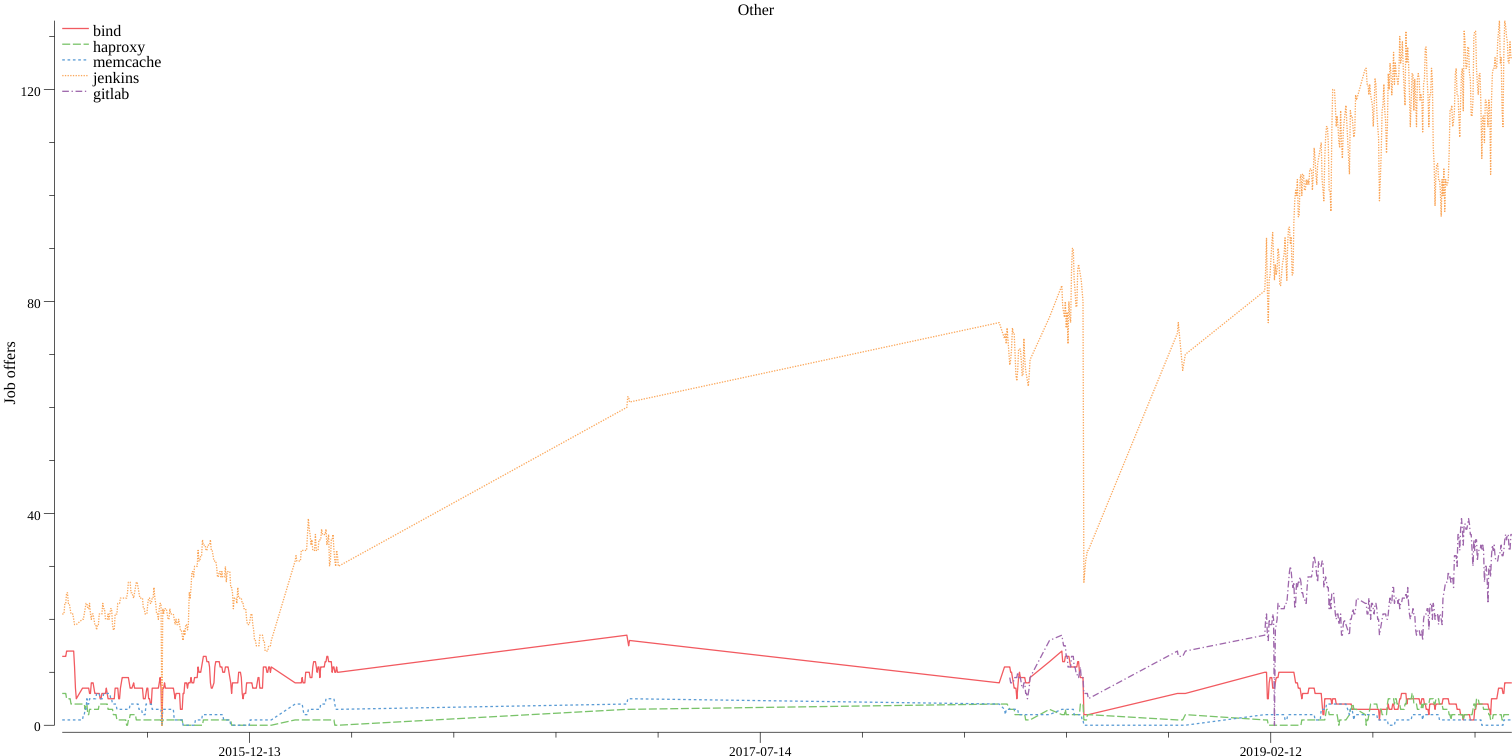 Other
bind
haproxy
memcache
jenkins
gitlab
120
80
40
0
Job offers
2015-12-13
2017-07-14
2019-02-12